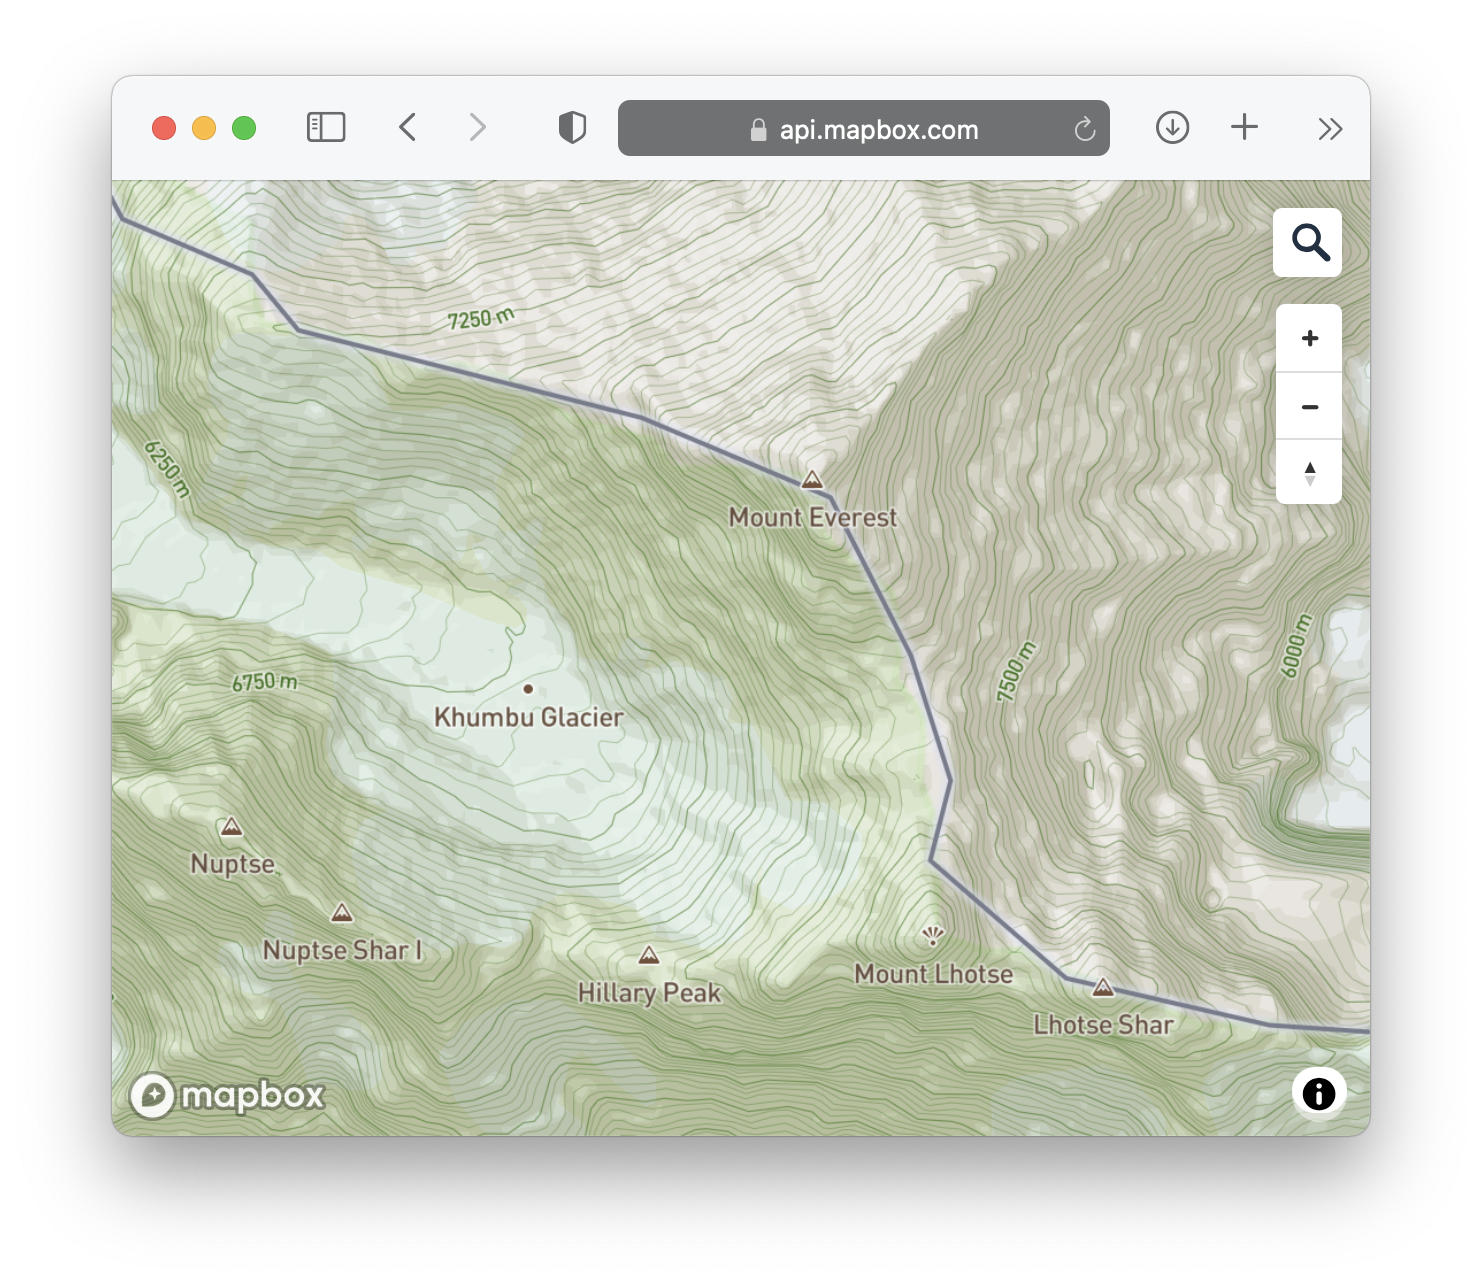 api.mapbox.com
7250 m
6250 m
Mount Everest
7500 m
6000 m
6750 m
Khumbu Glacier
Nuptse
Nuptse Shar I
Hillary Peak
Mount Lhotse
Lhotse Shar
mapbox